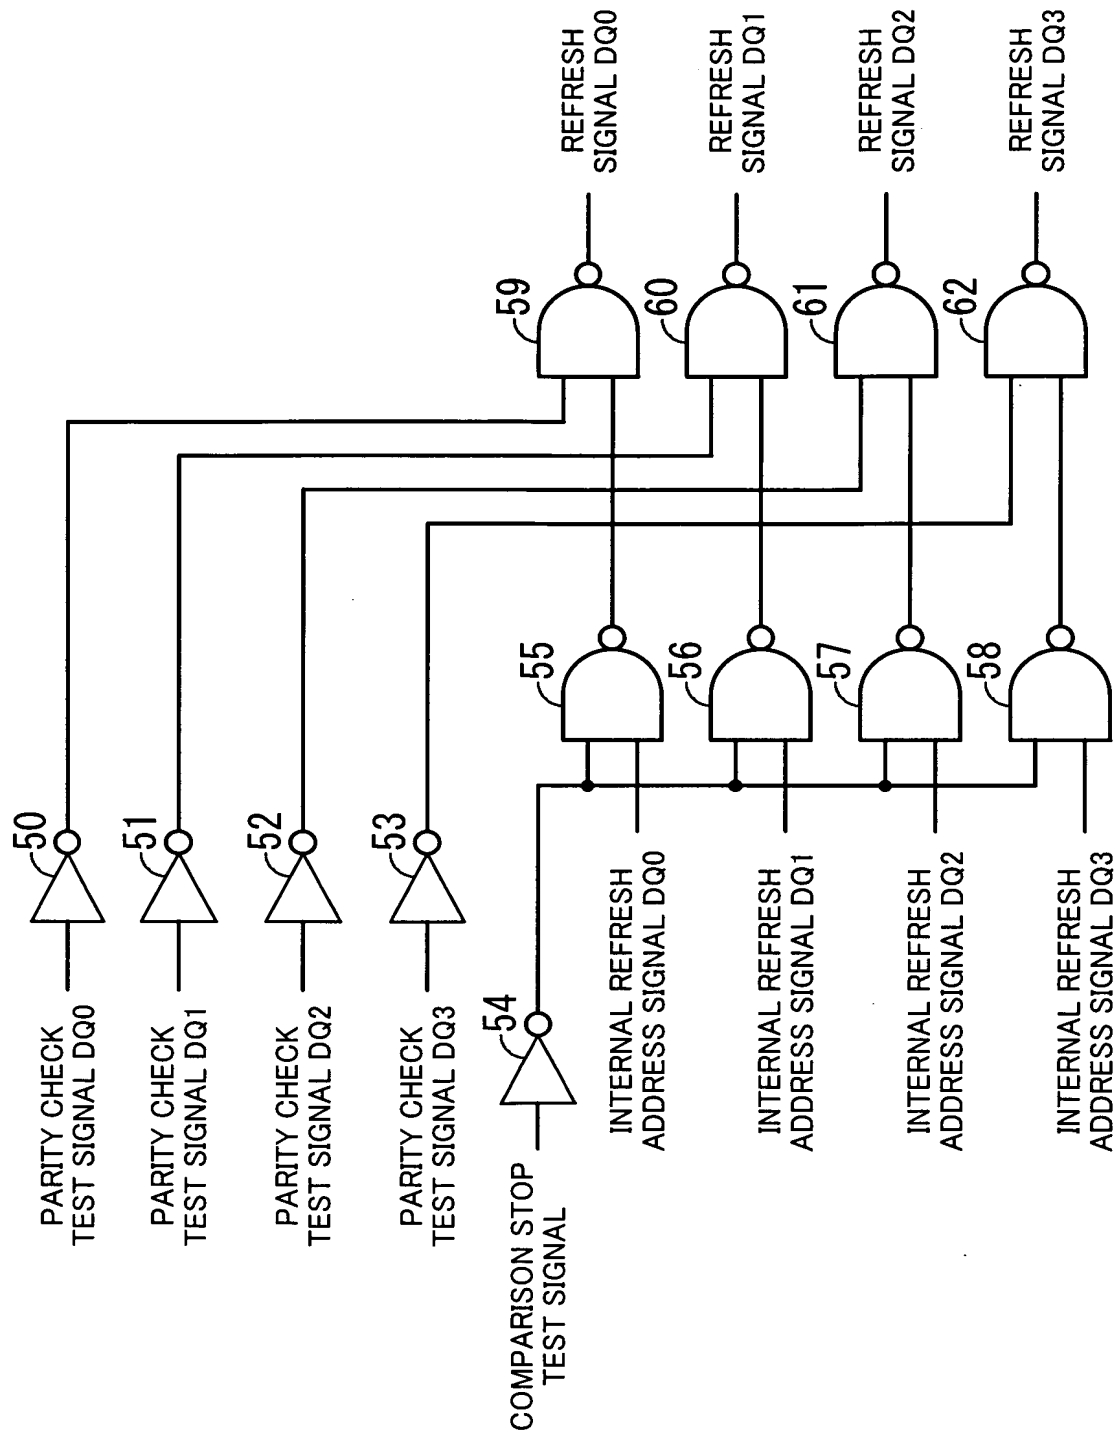 PARITY CHECK
TEST SIGNAL DQ0
50
PARITY CHECK
TEST SIGNAL DQ1
51
PARITY CHECK
TEST SIGNAL DQ2
52
PARITY CHECK
TEST SIGNAL DQ3
53
COMPARISON STOP
TEST SIGNAL
54
INTERNAL REFRESH
ADDRESS SIGNAL DQ0
55
59
REFRESH
SIGNAL DQ0
INTERNAL REFRESH
ADDRESS SIGNAL DQ1
56
60
REFRESH
SIGNAL DQ1
INTERNAL REFRESH
ADDRESS SIGNAL DQ2
57
61
REFRESH
SIGNAL DQ2
INTERNAL REFRESH
ADDRESS SIGNAL DQ3
58
62
REFRESH
SIGNAL DQ3